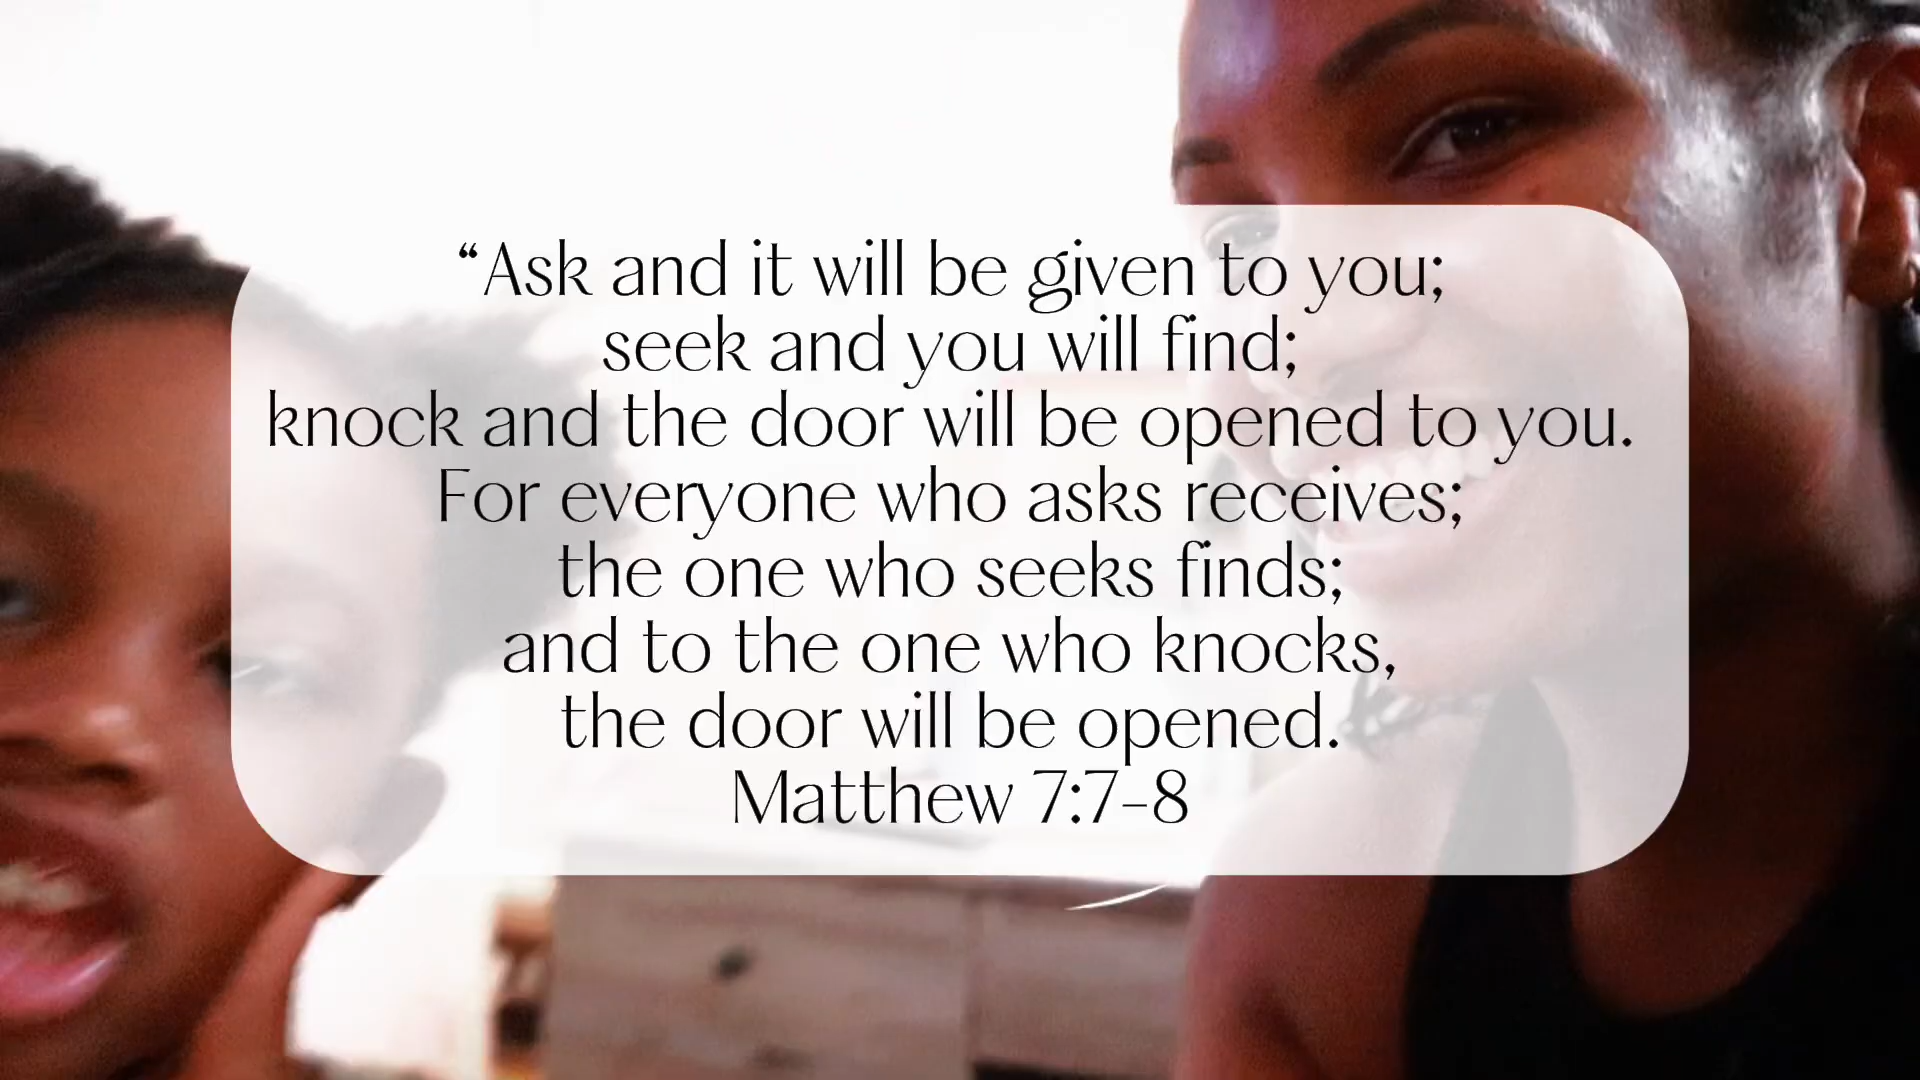 “Ask and it will be given to you;
seek and you will find;
knock and the door will be opened to you.
For everyone who asks receives;
the one who seeks finds;
and to the one who knocks,
the door will be opened.
Matthew 7:7–8